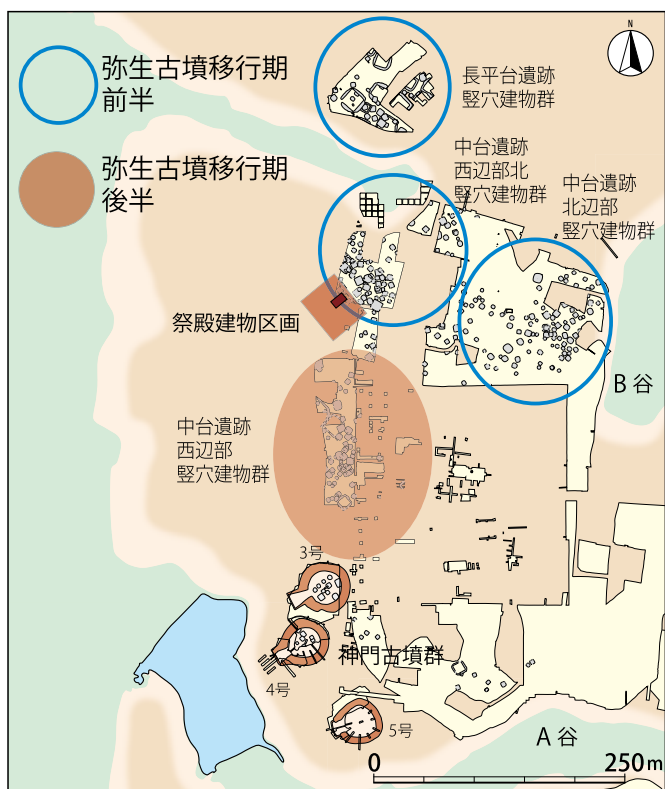 弥生古墳移行期
前半
弥生古墳移行期
後半
N
長平台遺跡
竪穴建物群
中台遺跡
西辺部北
竪穴建物群
中台遺跡
北辺部
竪穴建物群
祭殿建物区画
B谷
中台遺跡
西辺部
竪穴建物群
3号
神門古墳群
4号
5号
A谷
0
250m